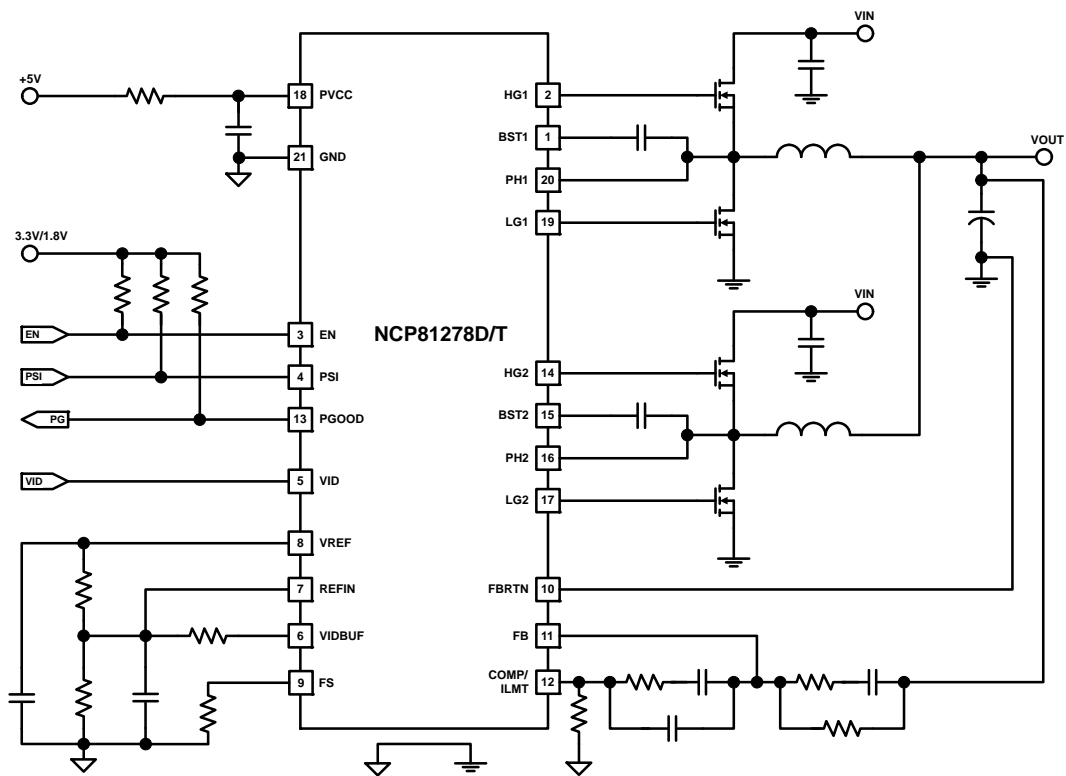 VIN
+5V
18 PVCC
HG1 2
BST1 1
VOUT
21 GND
PH1 20
LG1 19
3.3V/1.8V
VIN
NCP81278D/T
EN
3 EN
PSI
4 PSI
HG2 14
PG
13 PGOOD
BST2 15
PH2 16
VID
5 VID
LG2 17
8 VREF
7 REFIN
FBRTN 10
6 VIDBUF
FB 11
9 FS
COMP/
ILMT 12